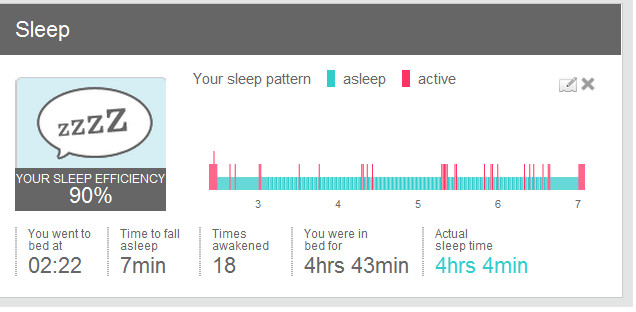 Sleep
Your sleep pattern asleep active
zzzZ
YOUR SLEEP EFFICIENCY
90%
3 4 5 6 7
You went to bed at
02:22
Time to fall asleep
7min
Times awakened
18
You were in bed for
4hrs 43min
Actual sleep time
4hrs 4min